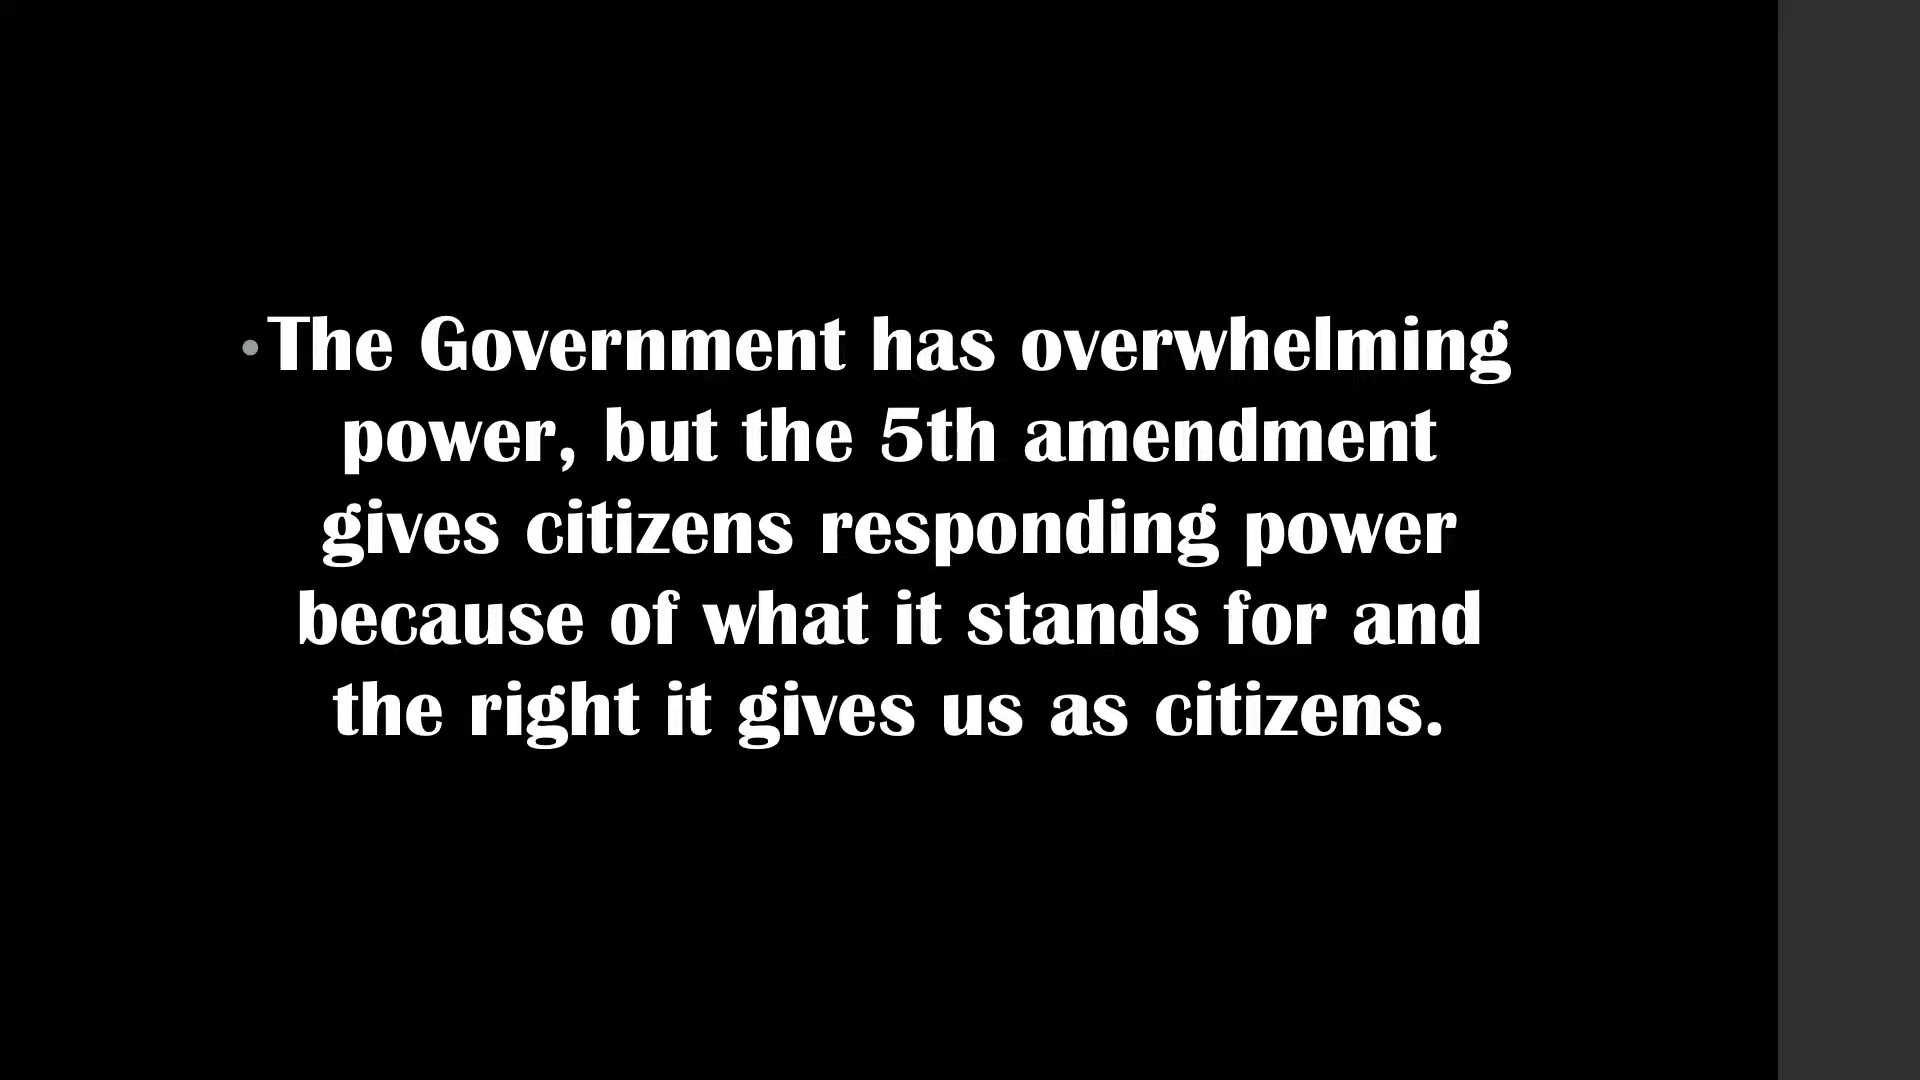 •The Government has overwhelming
power, but the 5th amendment
gives citizens responding power
because of what it stands for and
the right it gives us as citizens.